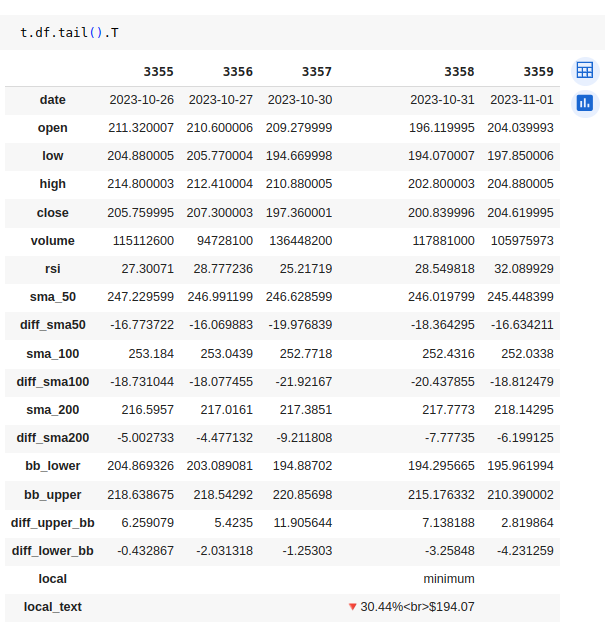 t.df.tail().T
3355 3356 3357 3358 3359
date 2023-10-26 2023-10-27 2023-10-30 2023-10-31 2023-11-01
open 211.320007 210.600006 209.279999 196.119995 204.039993
low 204.880005 205.770004 194.669998 194.070007 197.850006
high 214.800003 212.410004 210.880005 202.800003 204.880005
close 205.759995 207.300003 197.360001 200.839996 204.619995
volume 115112600 94728100 136448200 117881000 105975973
rsi 27.30071 28.777236 25.21719 28.549818 32.089929
sma_50 247.229599 246.991199 246.628599 246.019799 245.448399
diff_sma50 -16.773722 -16.069883 -19.976839 -18.364295 -16.634211
sma_100 253.184 253.0439 252.7718 252.4316 252.0338
diff_sma100 -18.731044 -18.077455 -21.92167 -20.437855 -18.812479
sma_200 216.5957 217.0161 217.3851 217.7773 218.14295
diff_sma200 -5.002733 -4.477132 -9.211808 -7.77735 -6.199125
bb_lower 204.869326 203.089081 194.88702 194.295665 195.961994
bb_upper 218.638675 218.54292 220.85698 215.176332 210.390002
diff_upper_bb 6.259079 5.4235 11.905644 7.138188 2.819864
diff_lower_bb -0.432867 -2.031318 -1.25303 -3.25848 -4.231259
local minimum
local_text 🔻30.44%<br>$194.07